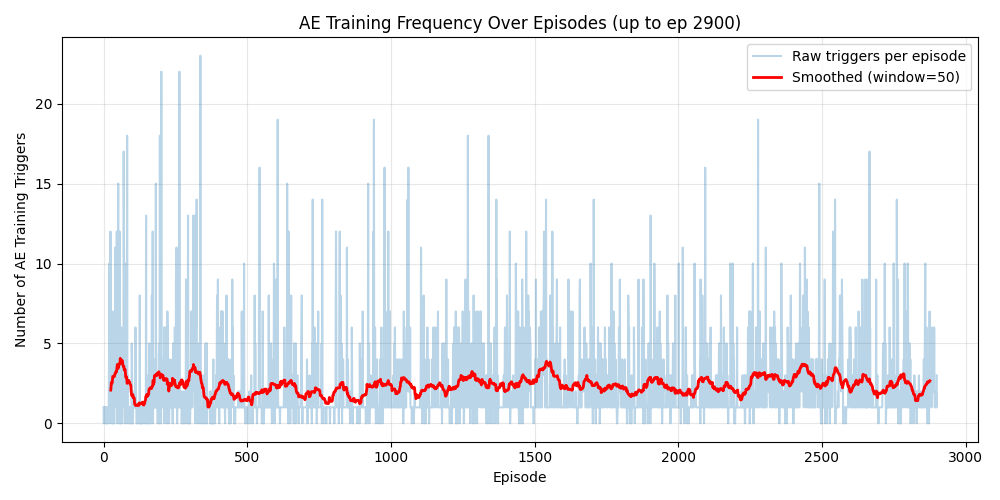 AE Training Frequency Over Episodes (up to ep 2900)
Raw triggers per episode
Smoothed (window=50)
Number of AE Training Triggers
20
15
10
5
0
0
500
1000
1500
2000
2500
3000
Episode